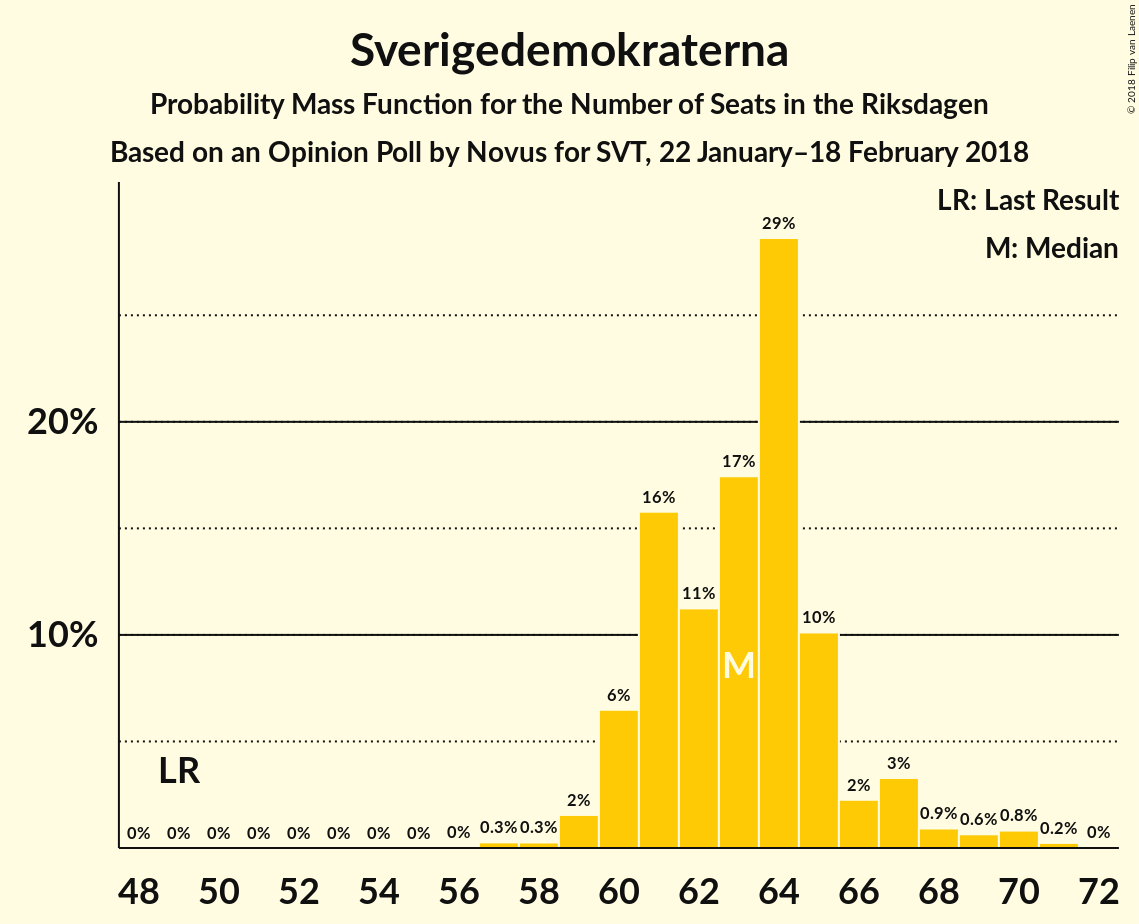 Sverigedemokraterna
Probability Mass Function for the Number of Seats in the Riksdagen
Based on an Opinion Poll by Novus for SVT, 22 January–18 February 2018
© 2018 Filip van Laenen
LR: Last Result
M: Median
29%
20%
17%
16%
11%
10%
10%
M
6%
LR
3%
2%
2%
0% 0% 0% 0% 0% 0% 0% 0% 0% 0.3% 0.3% 0.9% 0.6% 0.8% 0.2% 0%
48 50 52 54 56 58 60 62 64 66 68 70 72